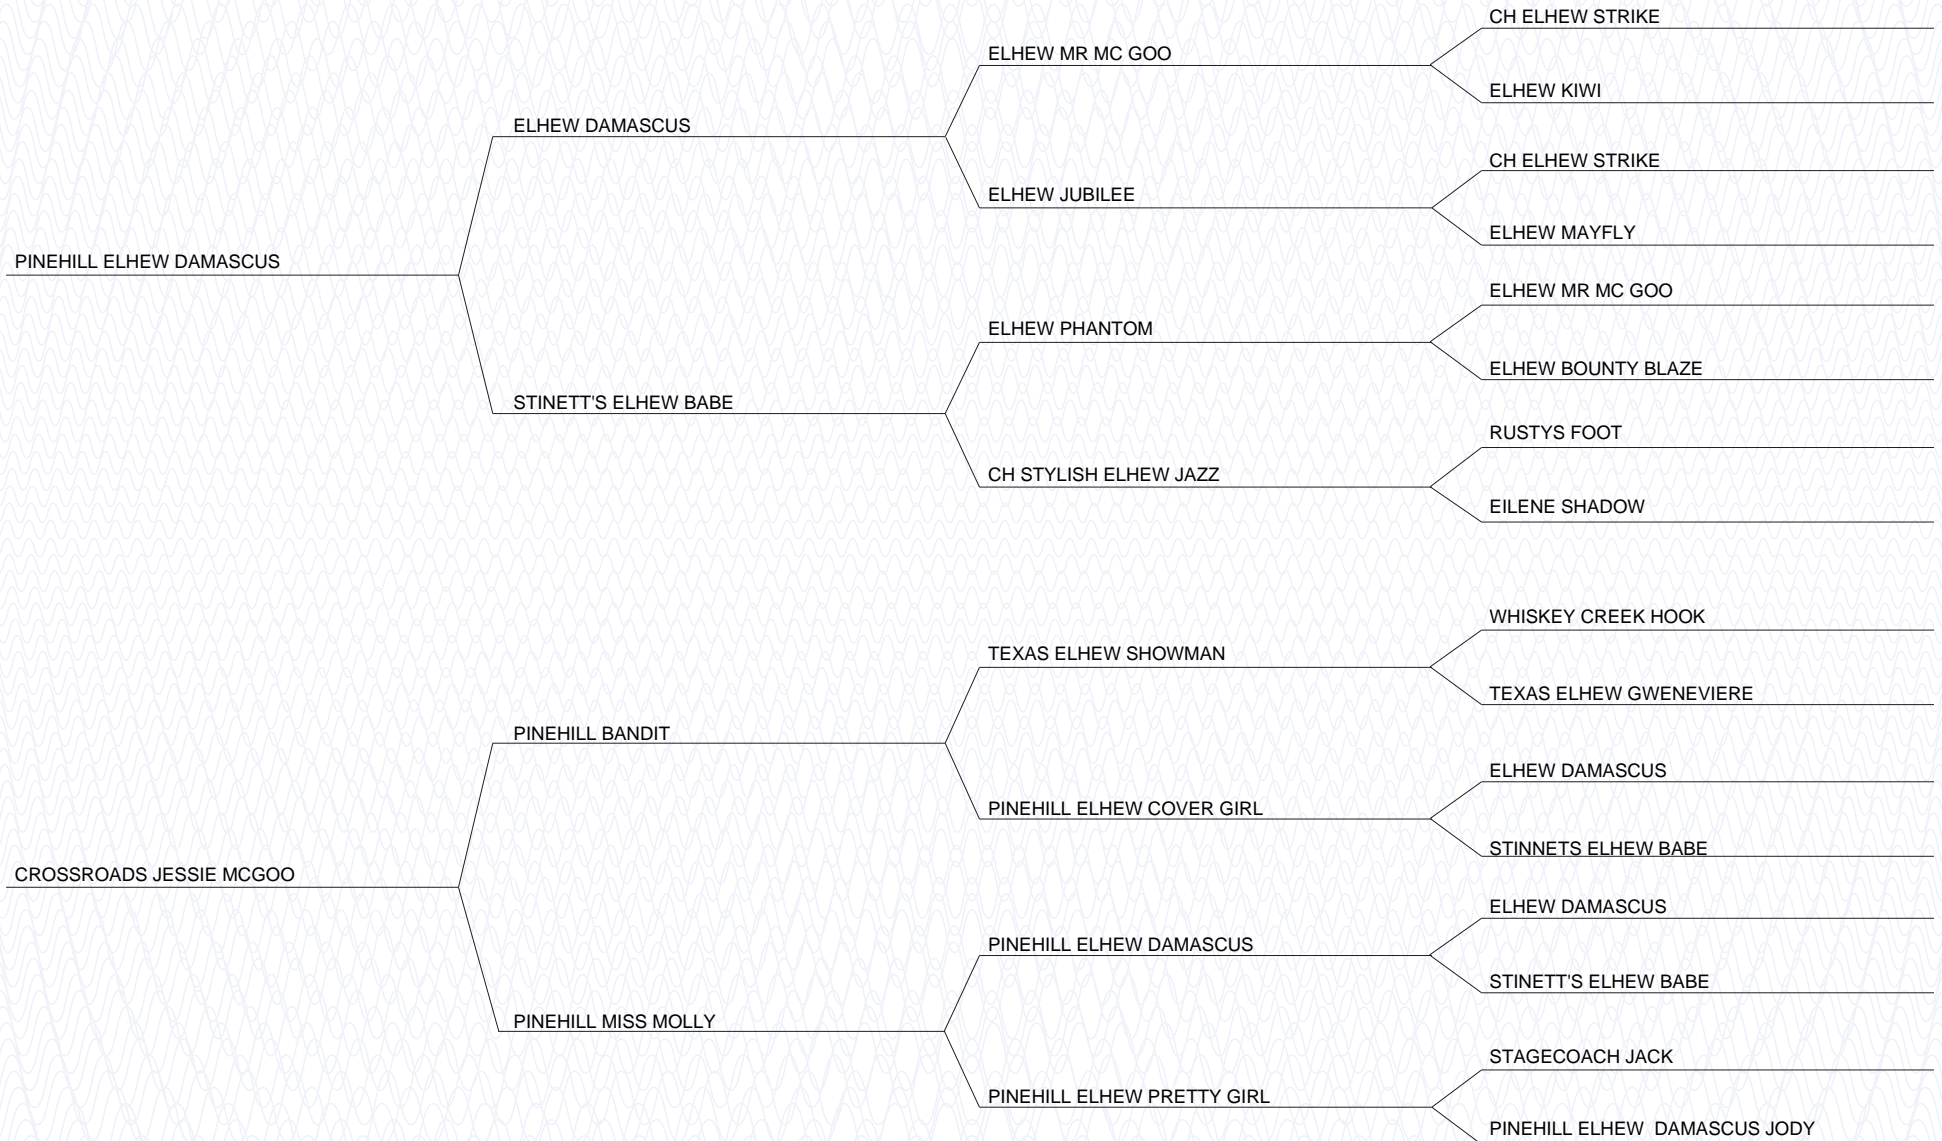 CH ELHEW STRIKE
ELHEW MR MC GOO
ELHEW KIWI
ELHEW DAMASCUS
CH ELHEW STRIKE
ELHEW JUBILEE
ELHEW MAYFLY
PINEHILL ELHEW DAMASCUS
ELHEW MR MC GOO
ELHEW PHANTOM
ELHEW BOUNTY BLAZE
STINETT'S ELHEW BABE
RUSTYS FOOT
CH STYLISH ELHEW JAZZ
EILENE SHADOW
WHISKEY CREEK HOOK
TEXAS ELHEW SHOWMAN
TEXAS ELHEW GWENEVIERE
PINEHILL BANDIT
ELHEW DAMASCUS
PINEHILL ELHEW COVER GIRL
STINNETS ELHEW BABE
CROSSROADS JESSIE MCGOO
ELHEW DAMASCUS
PINEHILL ELHEW DAMASCUS
STINETT'S ELHEW BABE
PINEHILL MISS MOLLY
STAGECOACH JACK
PINEHILL ELHEW PRETTY GIRL
PINEHILL ELHEW  DAMASCUS JODY